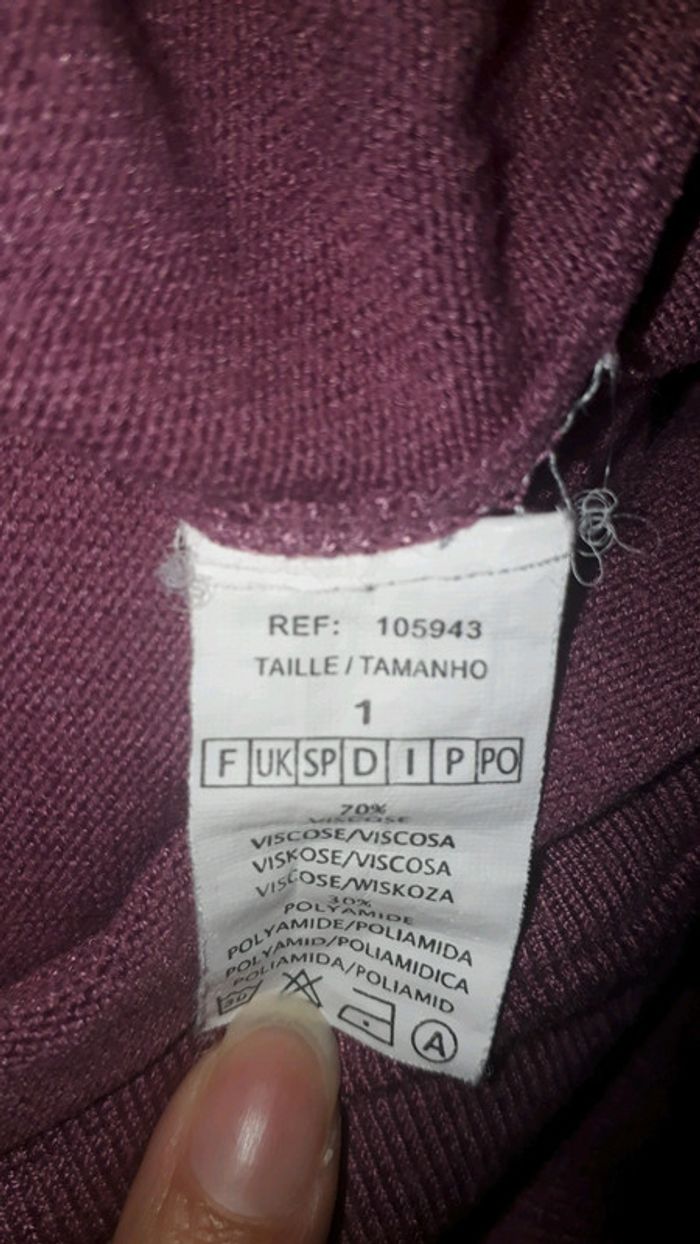 REF: 105943
TAILLE / TAMANHO
1
F UK SP D I P PO
70%
VISCOSE
VISCOSE/VISCOSA
VISKOSE/VISCOSA
VISCOSE/WISKOZA
30%
POLYAMIDE
POLYAMIDE/POLIAMIDA
POLYAMID/POLIAMIDICA
POLIAMIDA/POLIAMID
30
A